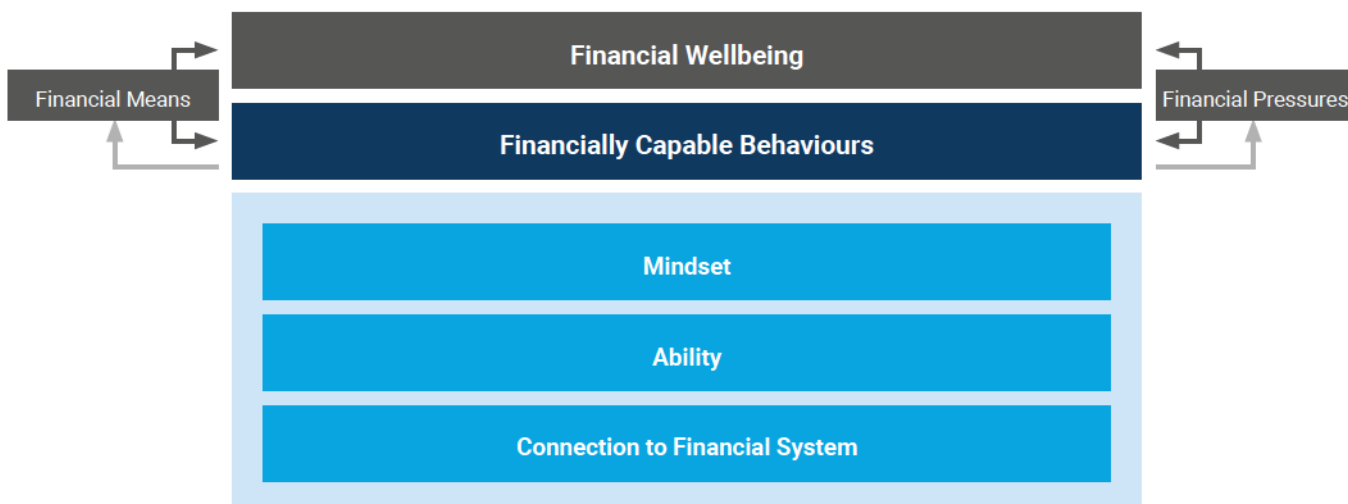 Financial Wellbeing
Financial Means
Financial Pressures
Financially Capable Behaviours
Mindset
Ability
Connection to Financial System